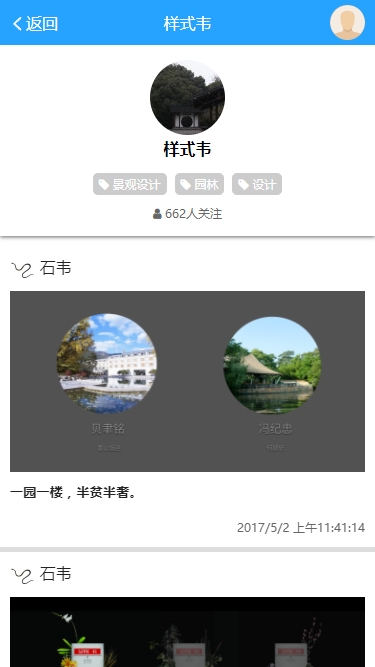 返回
样式韦
样式韦
景观设计
园林
设计
662人关注
石韦
贝聿铭
冯纪忠
一园一楼，半贫半奢。
2017/5/2 上午11:41:14
石韦